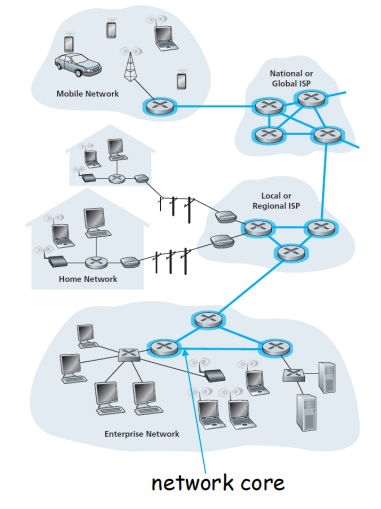 Mobile Network
National or
Global ISP
Local or
Regional ISP
Home Network
Enterprise Network
network core